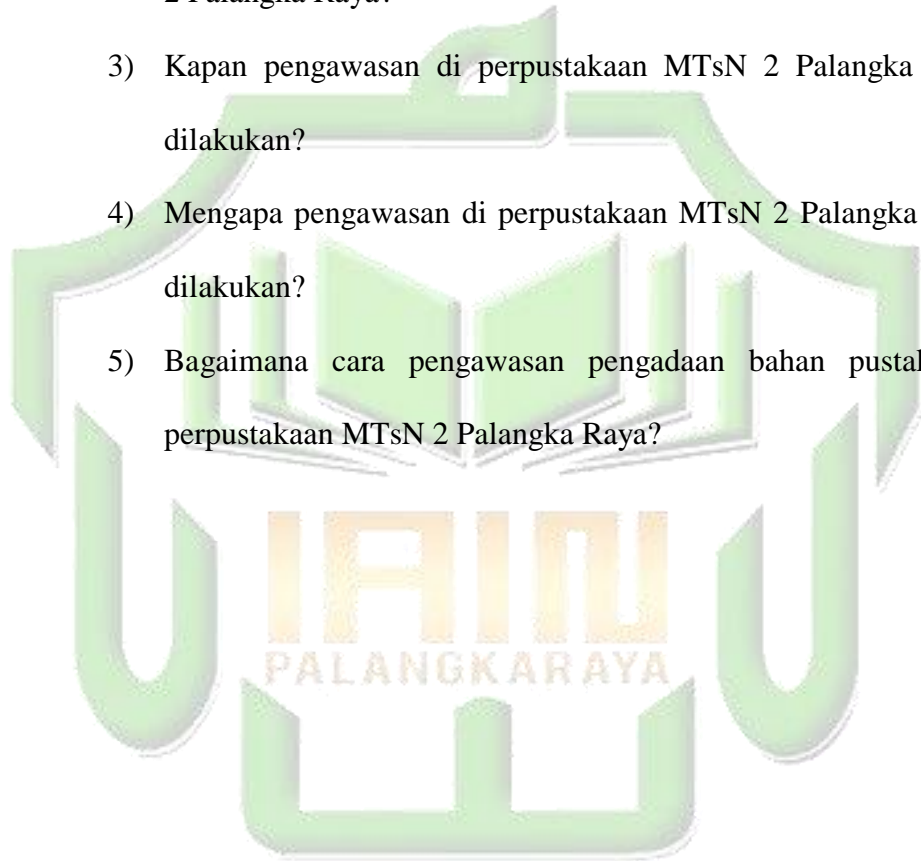 2 Palangka Raya?
3) Kapan pengawasan di perpustakaan MTsN 2 Palangka
dilakukan?
4) Mengapa pengawasan di perpustakaan MTsN 2 Palangka
dilakukan?
5) Bagaimana cara pengawasan pengadaan bahan
perpustakaan MTsN 2 Palangka Raya?
IAIN
PALANGKARAYA